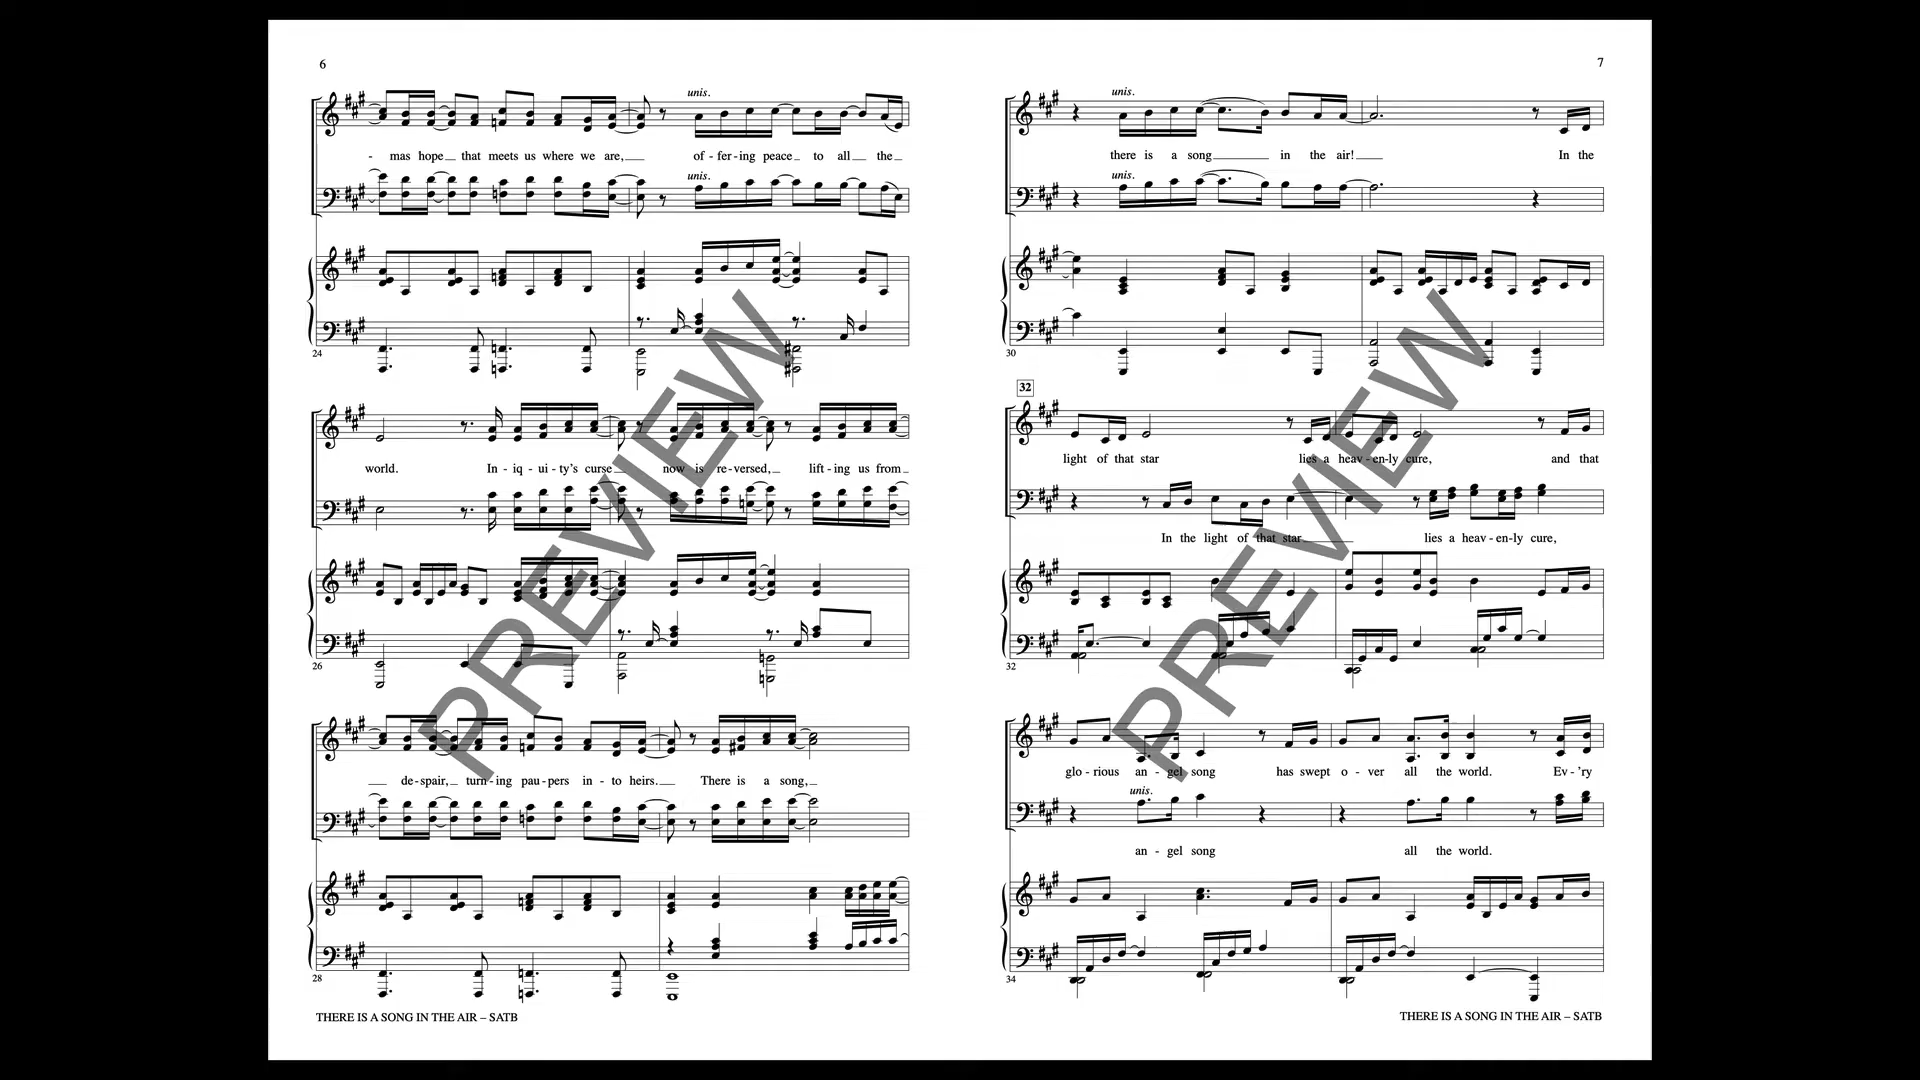 6
unis.
- mas hope that meets us where we are, of - fer - ing peace to all the
unis.
24
world. In - iq - ui - ty's curse now is re - versed, lift - ing us from
26
de - spair, turn - ing pau - pers in - to heirs. There is a song,
28
THERE IS A SONG IN THE AIR – SATB
PREVIEW
7
unis.
there is a song in the air! In the
unis.
30
32
light of that star lies a heav - en - ly cure, and that
In the light of that star lies a heav - en - ly cure,
32
glo - rious an - gel song has swept o - ver all the world. Ev - 'ry
unis.
an - gel song all the world.
34
THERE IS A SONG IN THE AIR – SATB
PREVIEW